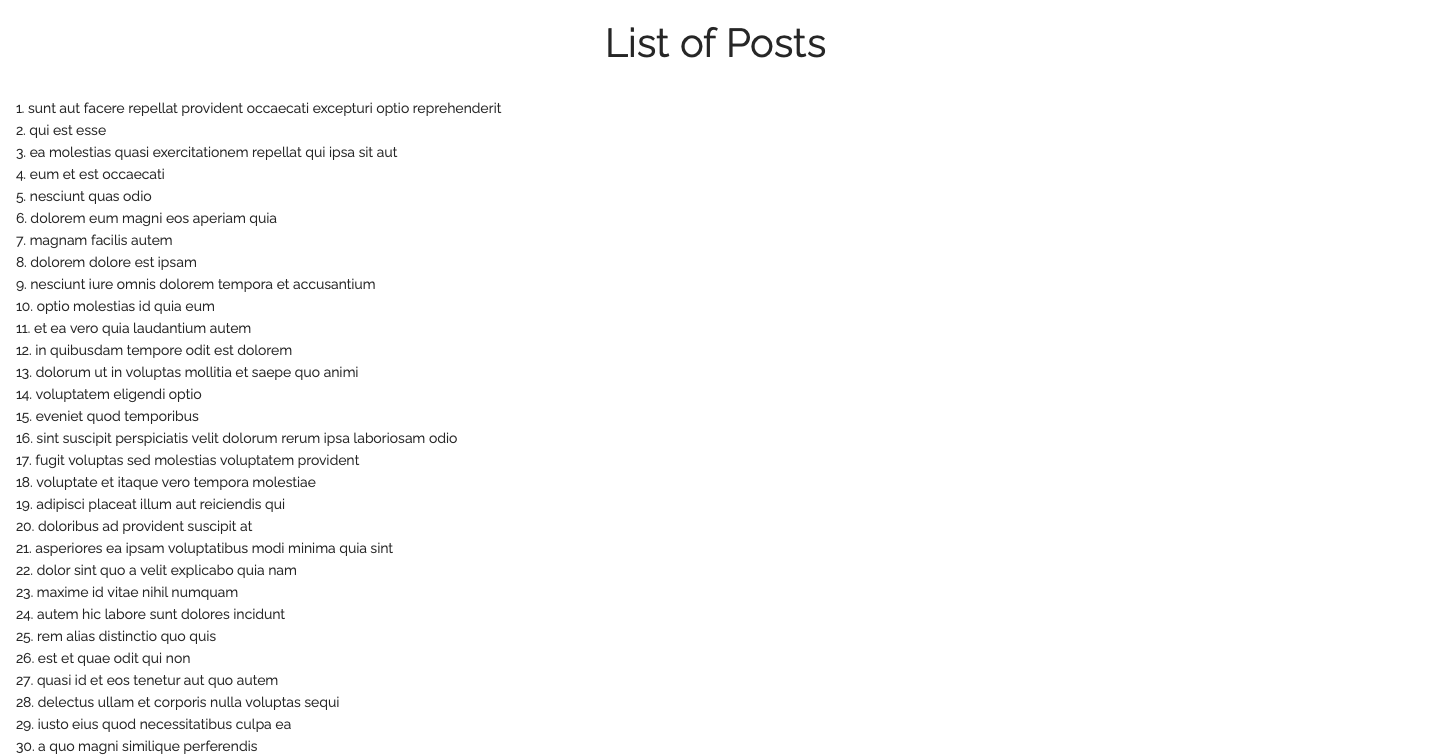 List of Posts
1. sunt aut facere repellat provident occaecati excepturi optio reprehenderit
2. qui est esse
3. ea molestias quasi exercitationem repellat qui ipsa sit aut
4. eum et est occaecati
5. nesciunt quas odio
6. dolorem eum magni eos aperiam quia
7. magnam facilis autem
8. dolorem dolore est ipsam
9. nesciunt iure omnis dolorem tempora et accusantium
10. optio molestias id quia eum
11. et ea vero quia laudantium autem
12. in quibusdam tempore odit est dolorem
13. dolorum ut in voluptas mollitia et saepe quo animi
14. voluptatem eligendi optio
15. eveniet quod temporibus
16. sint suscipit perspiciatis velit dolorum rerum ipsa laboriosam odio
17. fugit voluptas sed molestias voluptatem provident
18. voluptate et itaque vero tempora molestiae
19. adipisci placeat illum aut reiciendis qui
20. doloribus ad provident suscipit at
21. asperiores ea ipsam voluptatibus modi minima quia sint
22. dolor sint quo a velit explicabo quia nam
23. maxime id vitae nihil numquam
24. autem hic labore sunt dolores incidunt
25. rem alias distinctio quo quis
26. est et quae odit qui non
27. quasi id et eos tenetur aut quo autem
28. delectus ullam et corporis nulla voluptas sequi
29. iusto eius quod necessitatibus culpa ea
30. a quo magni similique perferendis